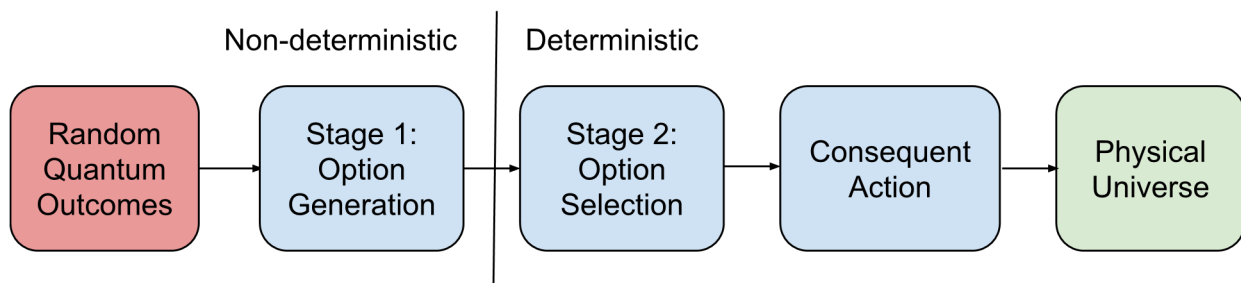 Non-deterministic
Deterministic
Random
Quantum
Outcomes
Stage 1:
Option
Generation
Stage 2:
Option
Selection
Consequent
Action
Physical
Universe